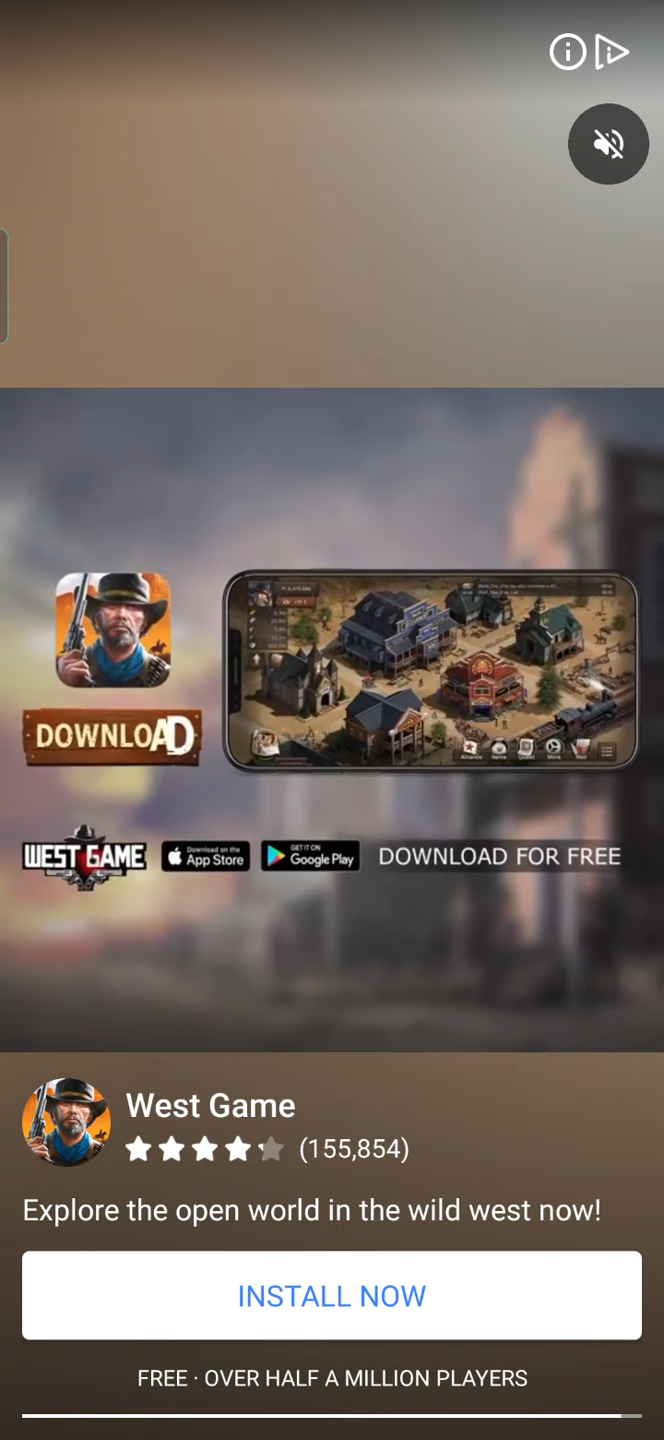 DOWNLOAD
WEST GAME
Download on the
App Store
GET IT ON
Google Play
DOWNLOAD FOR FREE
West Game
(155,854)
Explore the open world in the wild west now!
INSTALL NOW
FREE · OVER HALF A MILLION PLAYERS